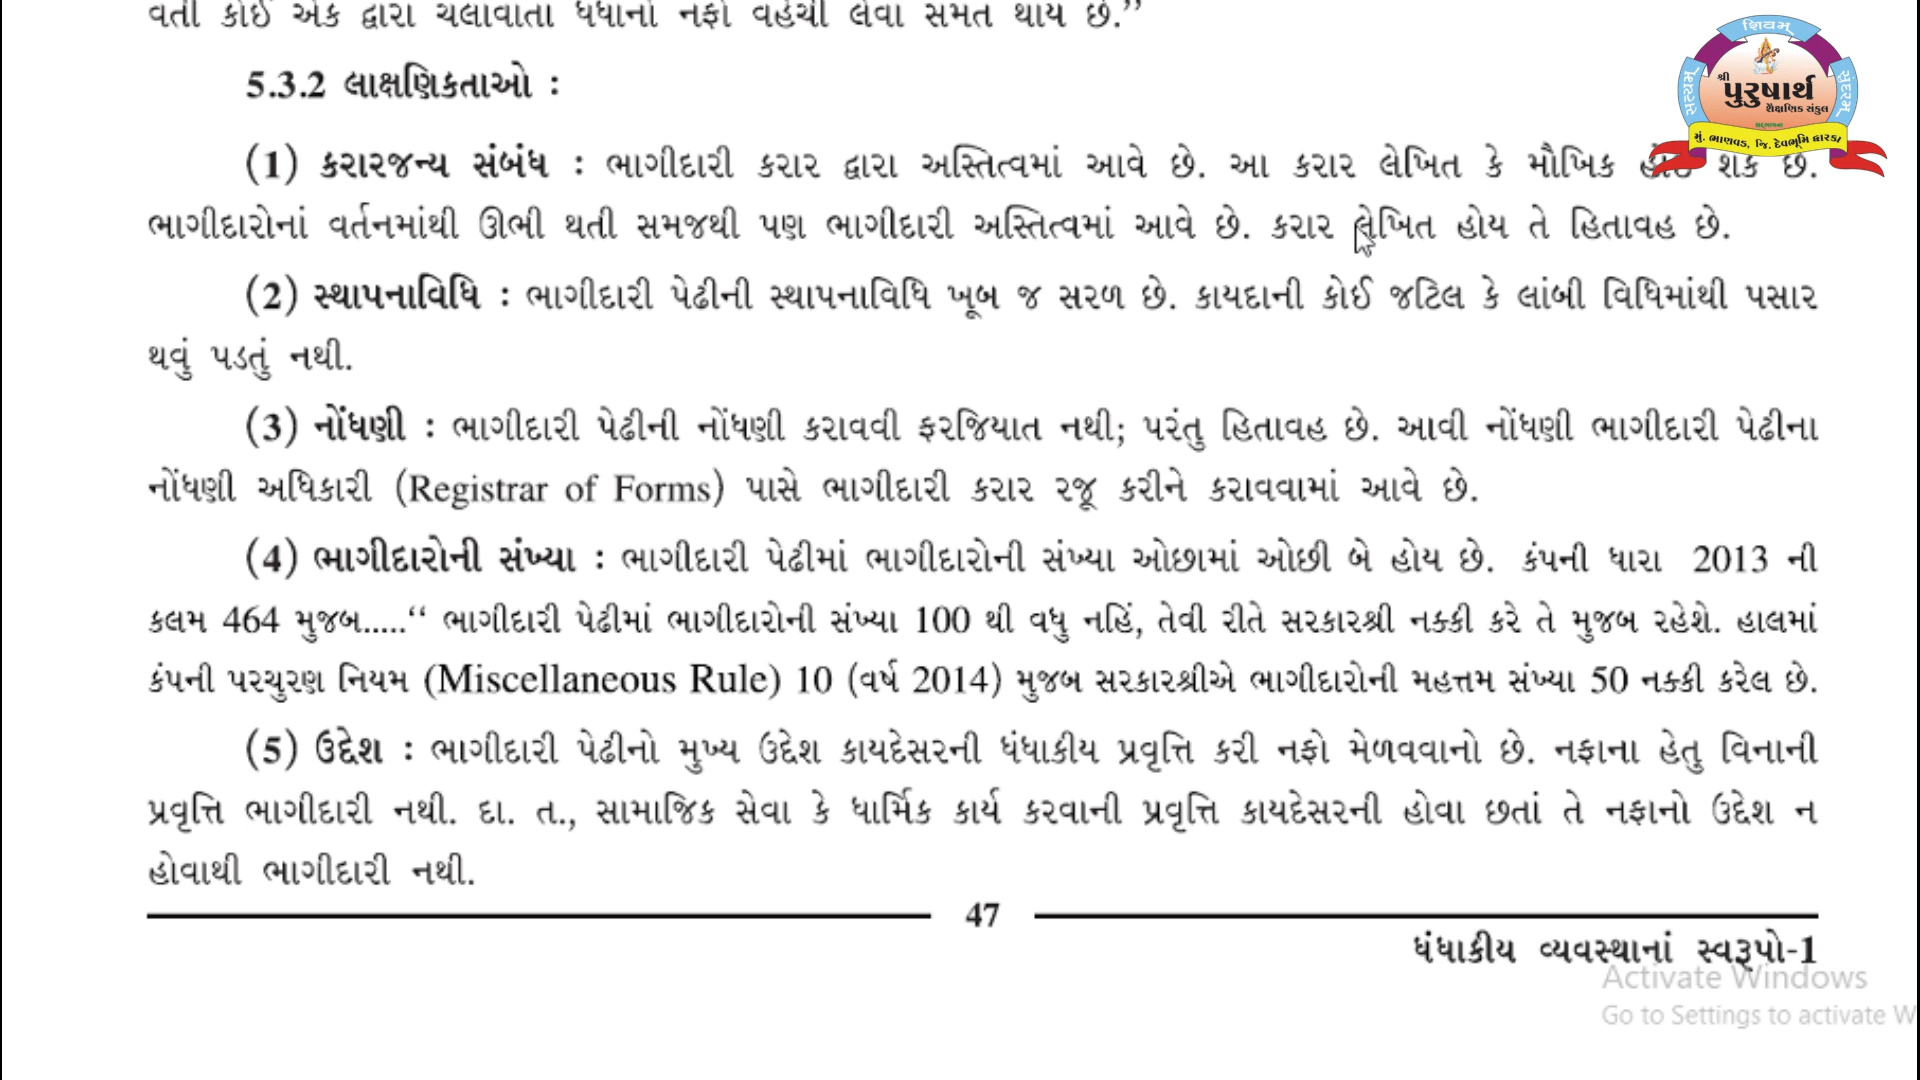 વતી કોઈ એક દ્વારા ચલાવાતા ધંધાનો નફો વહેંચી લેવા સંમત થાય છે.”
5.3.2 લાક્ષણિકતાઓ :
(1) કરારજન્ય સંબંધ : ભાગીદારી કરાર દ્વારા અસ્તિત્વમાં આવે છે. આ કરાર લેખિત કે મૌખિક હોઈ શકે છે.
ભાગીદારોનાં વર્તનમાંથી ઊભી થતી સમજથી પણ ભાગીદારી અસ્તિત્વમાં આવે છે. કરાર લેખિત હોય તે હિતાવહ છે.
(2) સ્થાપનાવિધિ : ભાગીદારી પેઢીની સ્થાપનાવિધિ ખૂબ જ સરળ છે. કાયદાની કોઈ જટિલ કે લાંબી વિધિમાંથી પસાર
થવું પડતું નથી.
(3) નોંધણી : ભાગીદારી પેઢીની નોંધણી કરાવવી ફરજિયાત નથી; પરંતુ હિતાવહ છે. આવી નોંધણી ભાગીદારી પેઢીના
નોંધણી અધિકારી (Registrar of Forms) પાસે ભાગીદારી કરાર રજૂ કરીને કરાવવામાં આવે છે.
(4) ભાગીદારોની સંખ્યા : ભાગીદારી પેઢીમાં ભાગીદારોની સંખ્યા ઓછામાં ઓછી બે હોય છે. કંપની ધારા 2013 ની
કલમ 464 મુજબ.....“ ભાગીદારી પેઢીમાં ભાગીદારોની સંખ્યા 100 થી વધુ નહિં, તેવી રીતે સરકારશ્રી નક્કી કરે તે મુજબ રહેશે. હાલમાં
કંપની પરચુરણ નિયમ (Miscellaneous Rule) 10 (વર્ષ 2014) મુજબ સરકારશ્રીએ ભાગીદારોની મહત્તમ સંખ્યા 50 નક્કી કરેલ છે.
(5) ઉદ્દેશ : ભાગીદારી પેઢીનો મુખ્ય ઉદ્દેશ કાયદેસરની ધંધાકીય પ્રવૃત્તિ કરી નફો મેળવવાનો છે. નફાના હેતુ વિનાની
પ્રવૃત્તિ ભાગીદારી નથી. દા. ત., સામાજિક સેવા કે ધાર્મિક કાર્ય કરવાની પ્રવૃત્તિ કાયદેસરની હોવા છતાં તે નફાનો ઉદ્દેશ ન
હોવાથી ભાગીદારી નથી.
47
ધંધાકીય વ્યવસ્થાનાં સ્વરૂપો-1
સત્યમ્
શિવમ્
સુંદરમ્
શ્રી
પુરુષાર્થ
શૈક્ષણિક સંકુલ
મું. ભાણવડ, જિ. દેવભૂમિ દ્વારકા
Activate Windows
Go to Settings to activate W